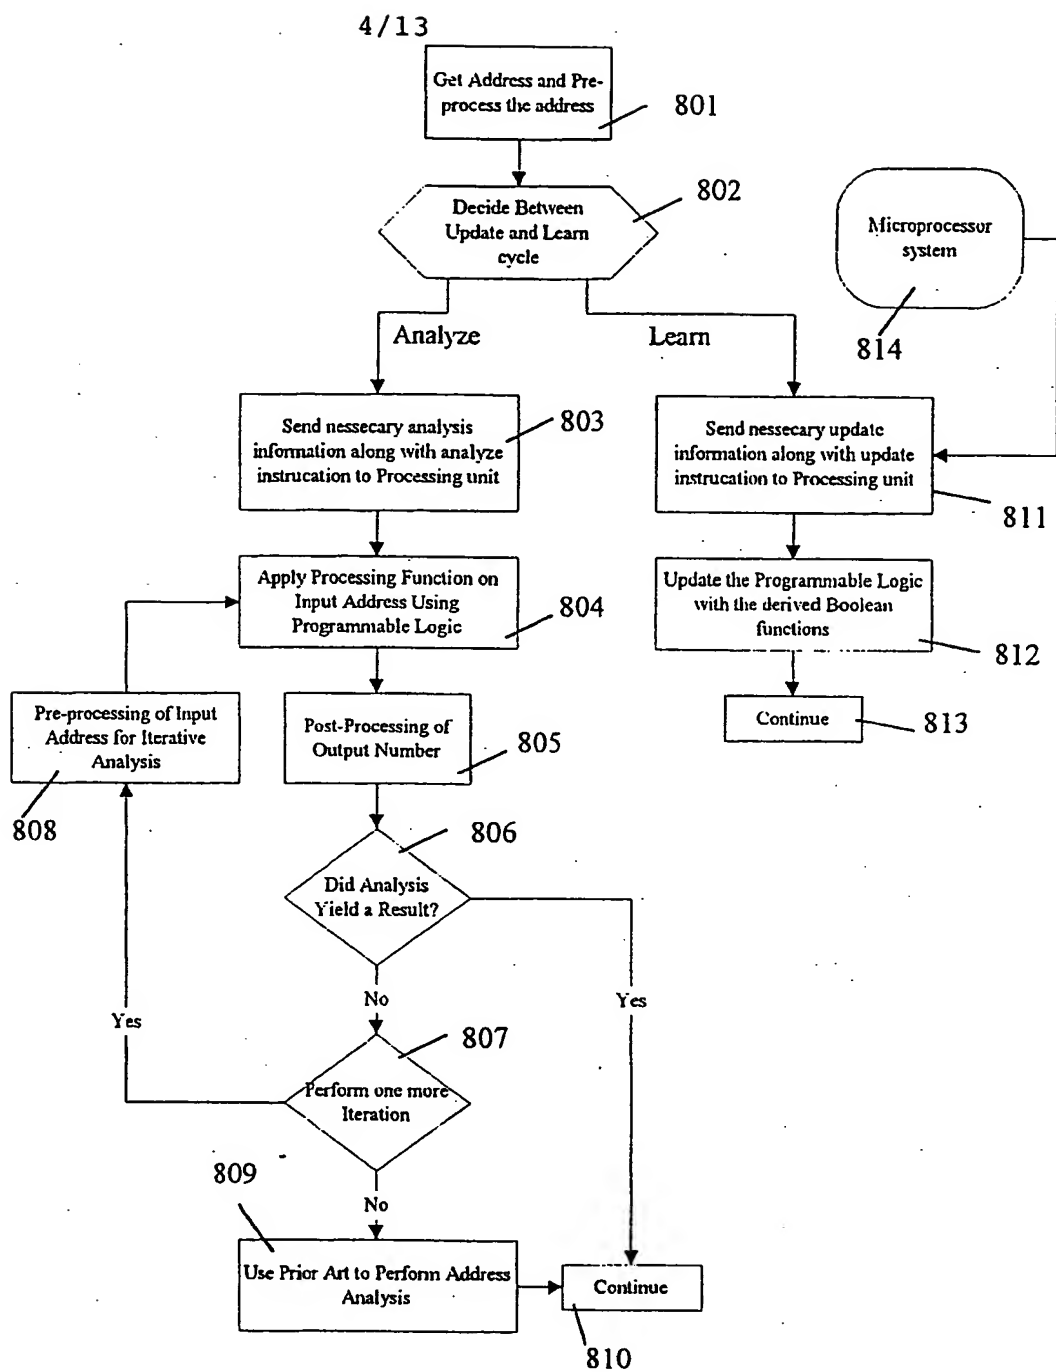 4/13
Get Address and Pre-
process the address
801
Decide Between
Update and Learn
cycle
802
Microprocessor
system
814
Analyze
Learn
Send nessecary analysis
information along with analyze
instrucation to Processing unit
803
Send nessecary update
information along with update
instrucation to Processing unit
811
Apply Processing Function on
Input Address Using
Programmable Logic
804
Update the Programmable Logic
with the derived Boolean
functions
812
Pre-processing of Input
Address for Iterative
Analysis
808
Post-Processing of
Output Number
805
Continue
813
806
Did Analysis
Yield a Result?
No
Yes
Yes
807
Perform one more
Iteration
809
No
Use Prior Art to Perform Address
Analysis
Continue
810